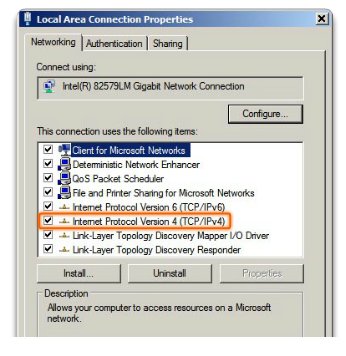 Local Area Connection Properties
Networking Authentication Sharing
Connect using:
Intel(R) 82579LM Gigabit Network Connection
Configure...
This connection uses the following items:
Client for Microsoft Networks
Deterministic Network Enhancer
QoS Packet Scheduler
File and Printer Sharing for Microsoft Networks
Internet Protocol Version 6 (TCP/IPv6)
Internet Protocol Version 4 (TCP/IPv4)
Link-Layer Topology Discovery Mapper I/O Driver
Link-Layer Topology Discovery Responder
Install... Uninstall Properties
Description
Allows your computer to access resources on a Microsoft
network.